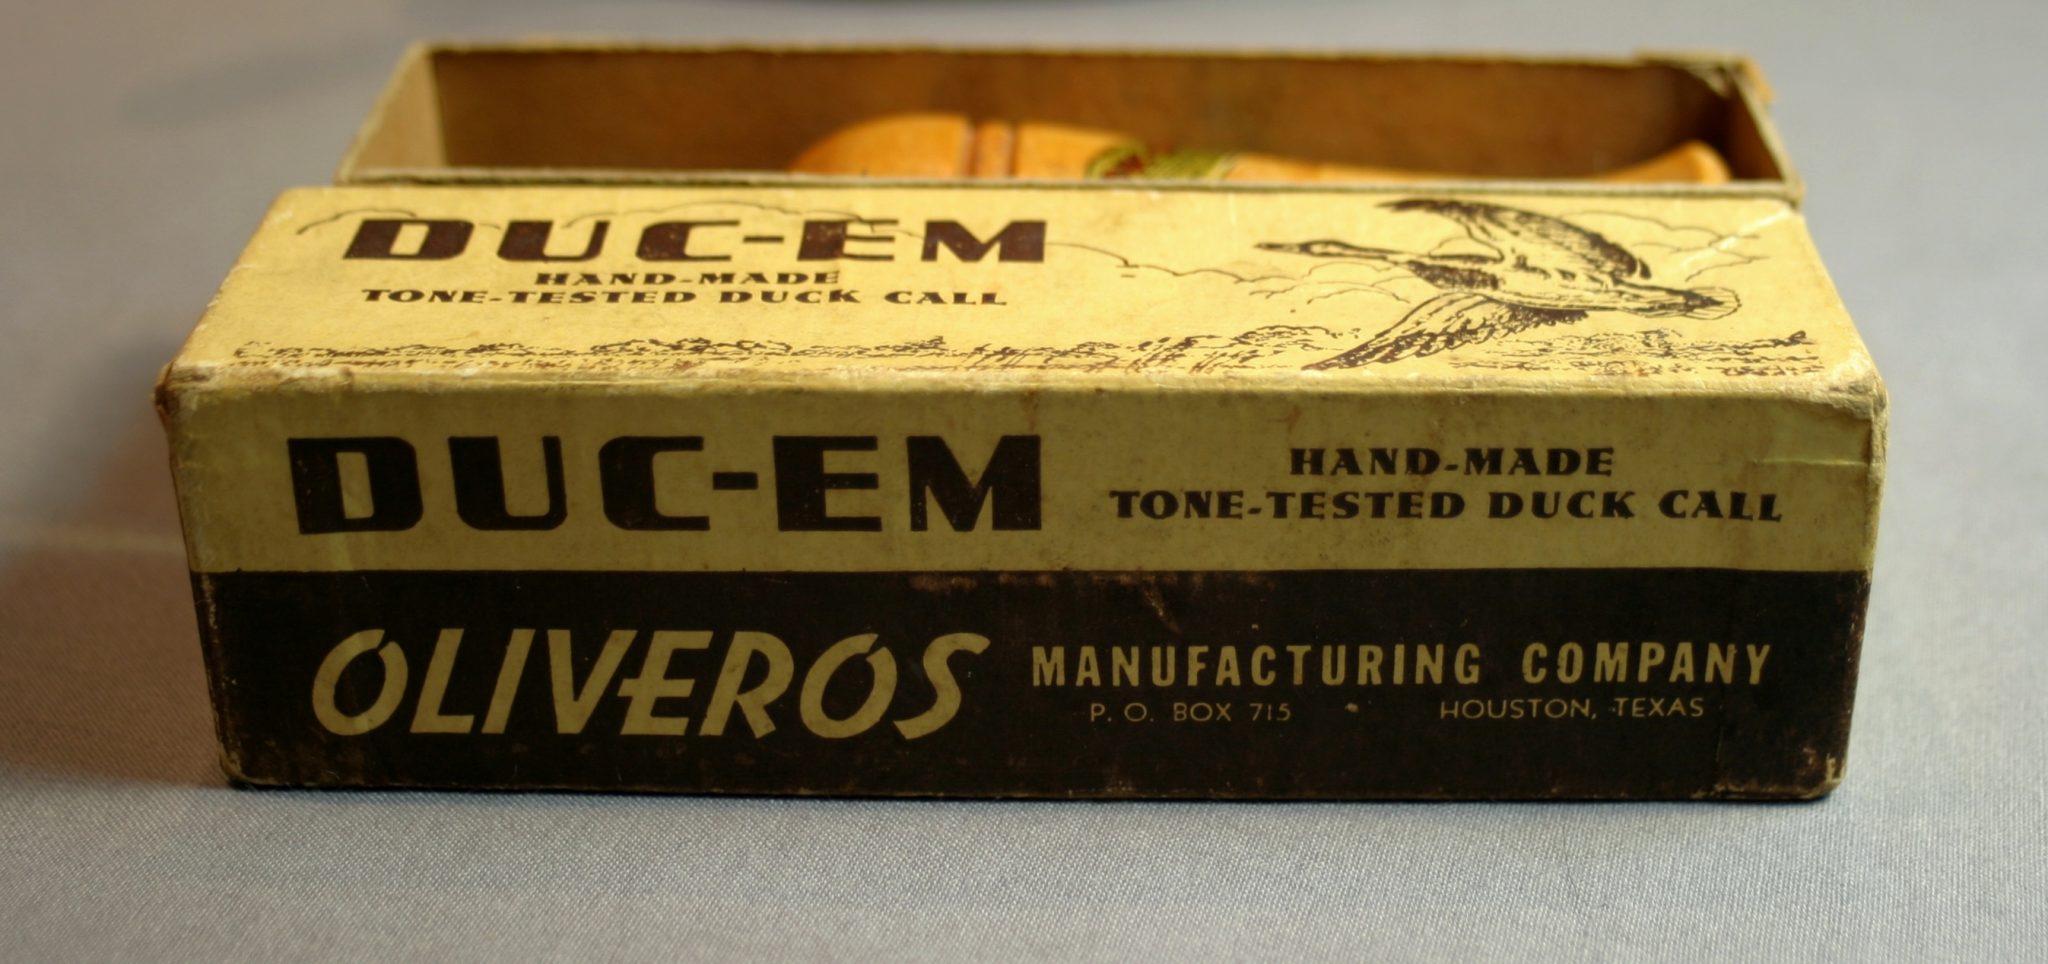 DUC-EM
HAND-MADE
TONE-TESTED DUCK CALL
DUC-EM
HAND-MADE
TONE-TESTED DUCK CALL
OLIVEROS
MANUFACTURING COMPANY
P. O. BOX 715 • HOUSTON, TEXAS